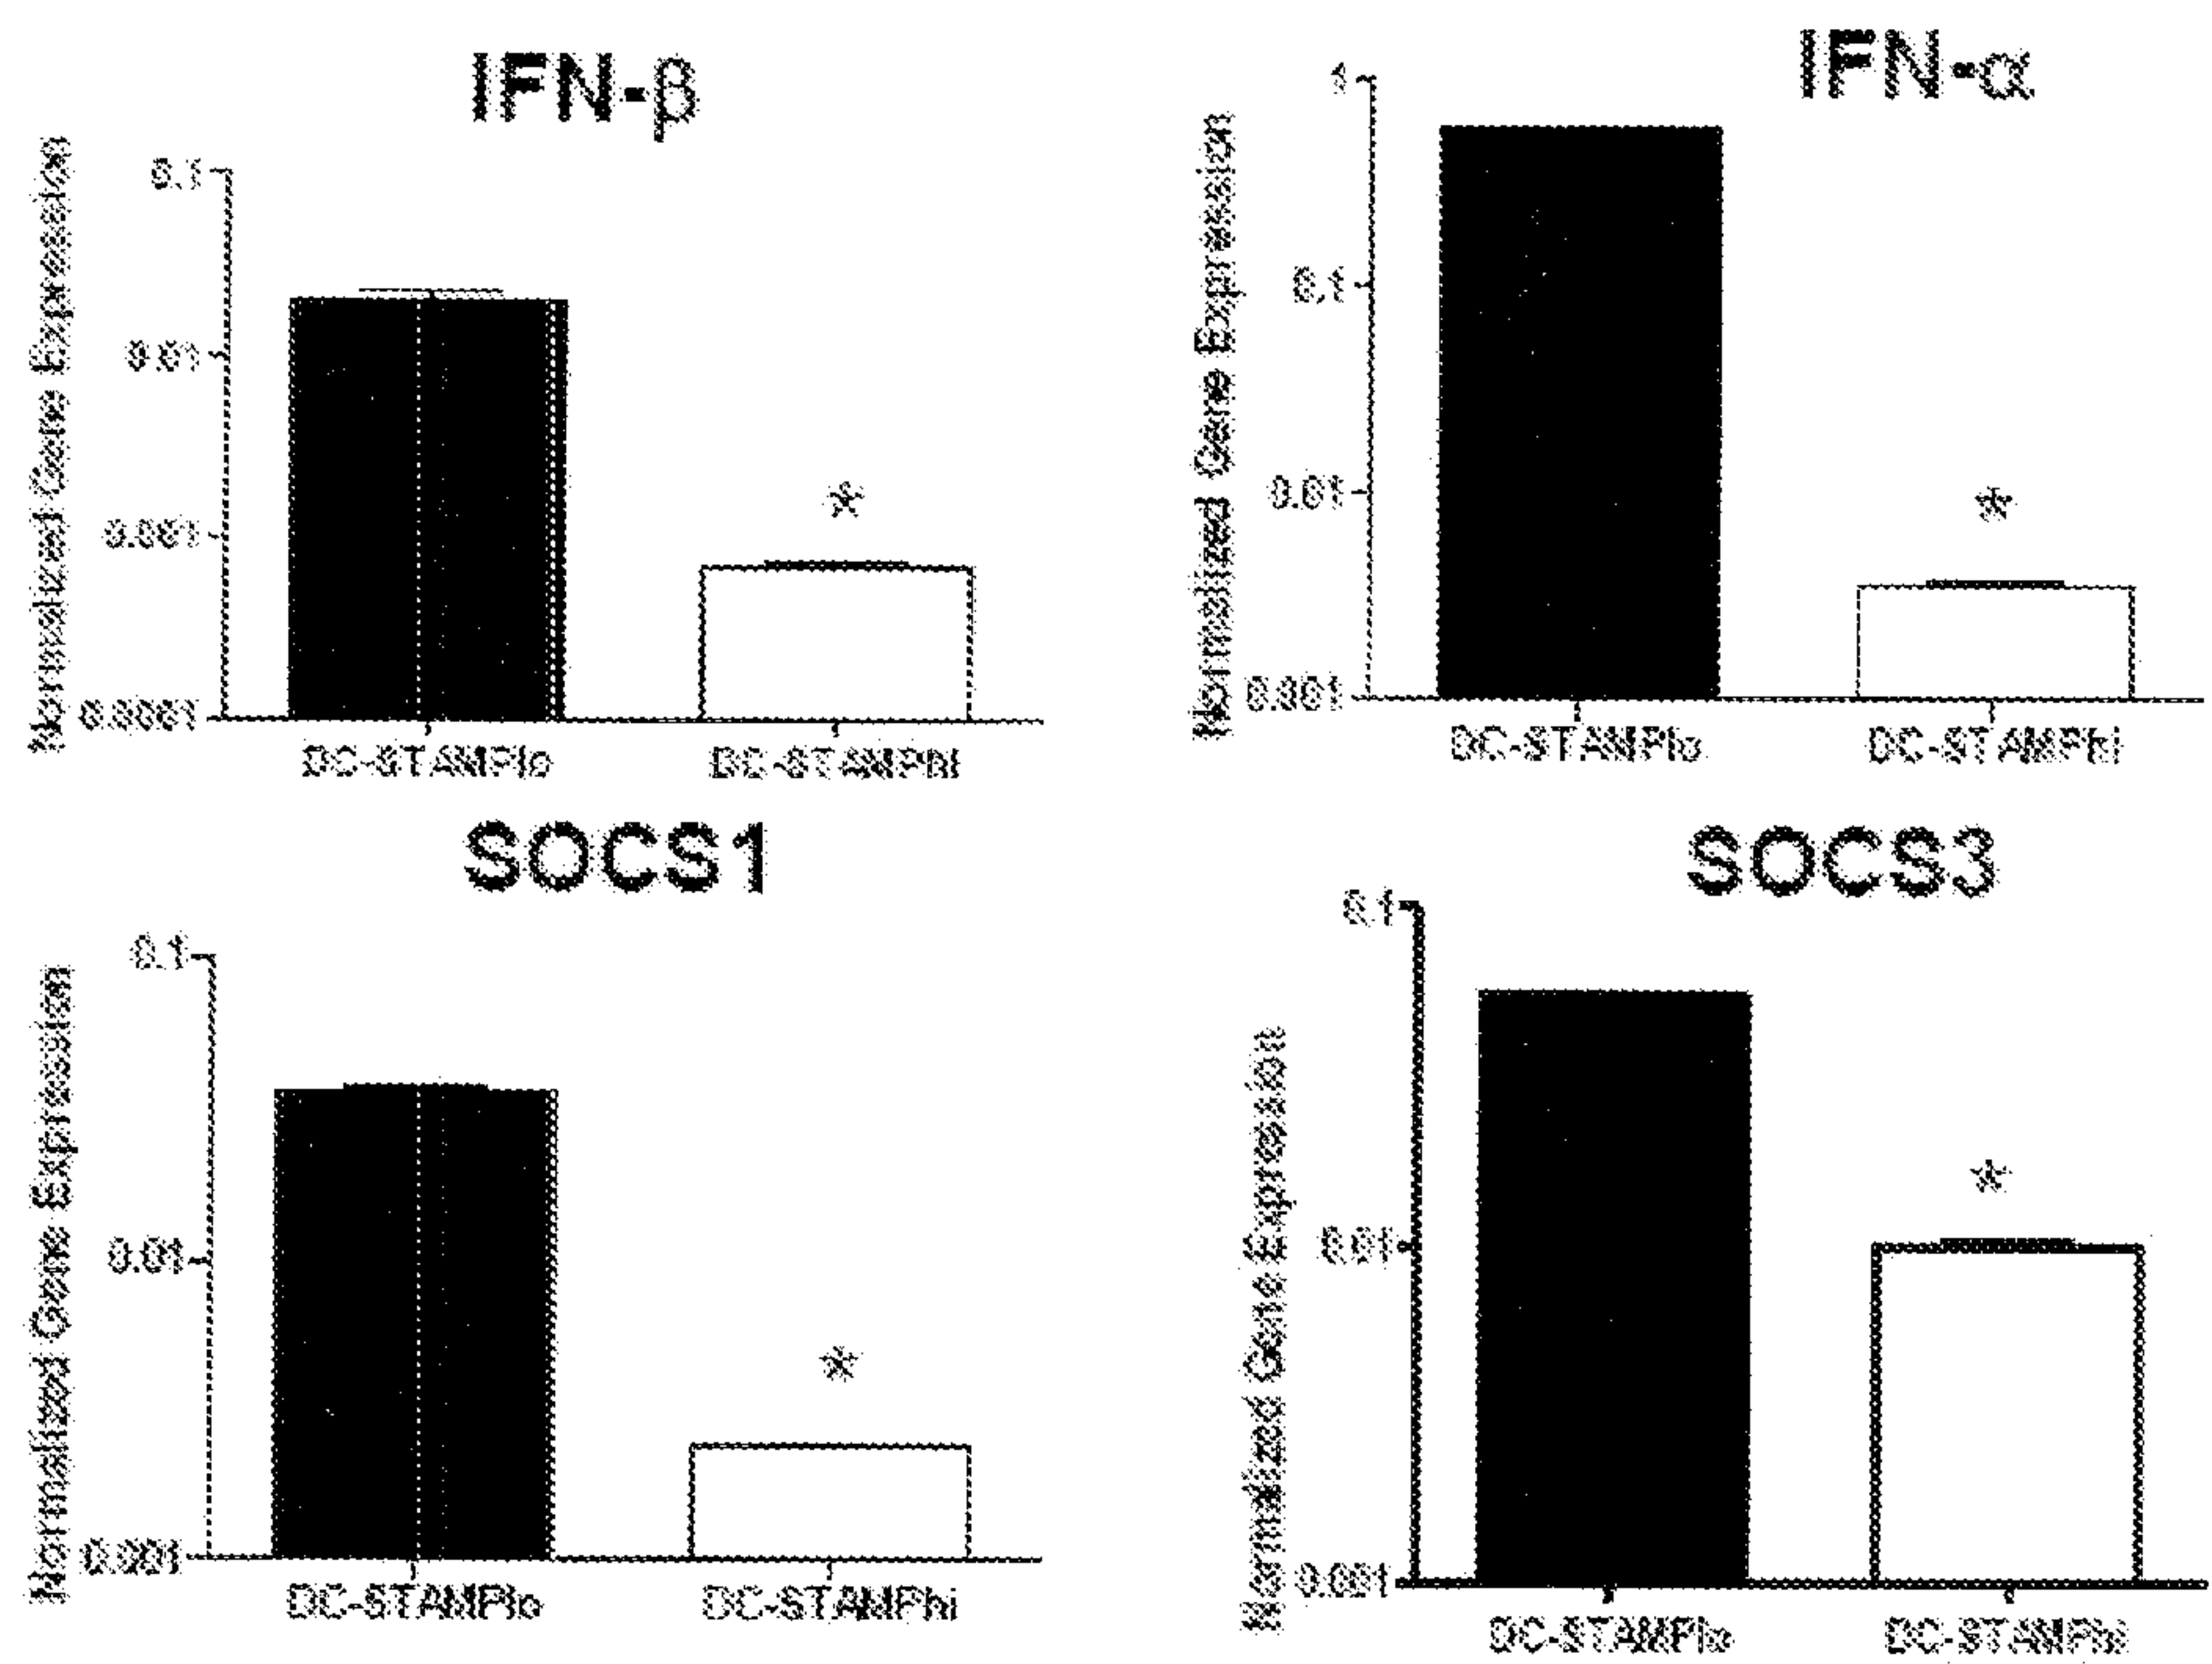 IFN-β
Normalized Gene Expression
0.1
0.01
0.001
0.0001
DC-STAMPlo
DC-STAMPhi
*
IFN-α
Normalized Gene Expression
1
0.1
0.01
0.001
DC-STAMPlo
DC-STAMPhi
*
SOCS1
Normalized Gene Expression
0.1
0.01
0.001
DC-STAMPlo
DC-STAMPhi
*
SOCS3
Normalized Gene Expression
0.1
0.01
0.001
DC-STAMPlo
DC-STAMPhi
*